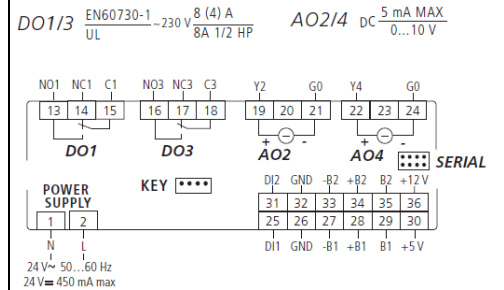 DO1/3 EN60730-1 ~230 V 8 (4) A
UL 8A 1/2 HP
AO2/4 DC 5 mA MAX
0...10 V
NO1 NC1 C1 NO3 NC3 C3 Y2 G0 Y4 G0
13 14 15 16 17 18 19 20 21 22 23 24
+ - + -
DO1 DO3 AO2 AO4 SERIAL
KEY
DI2 GND -B2 +B2 B2 +12 V
POWER
SUPPLY
31 32 33 34 35 36
1 2 25 26 27 28 29 30
N L DI1 GND -B1 +B1 B1 +5 V
24 V~ 50...60 Hz
24 V= 450 mA max